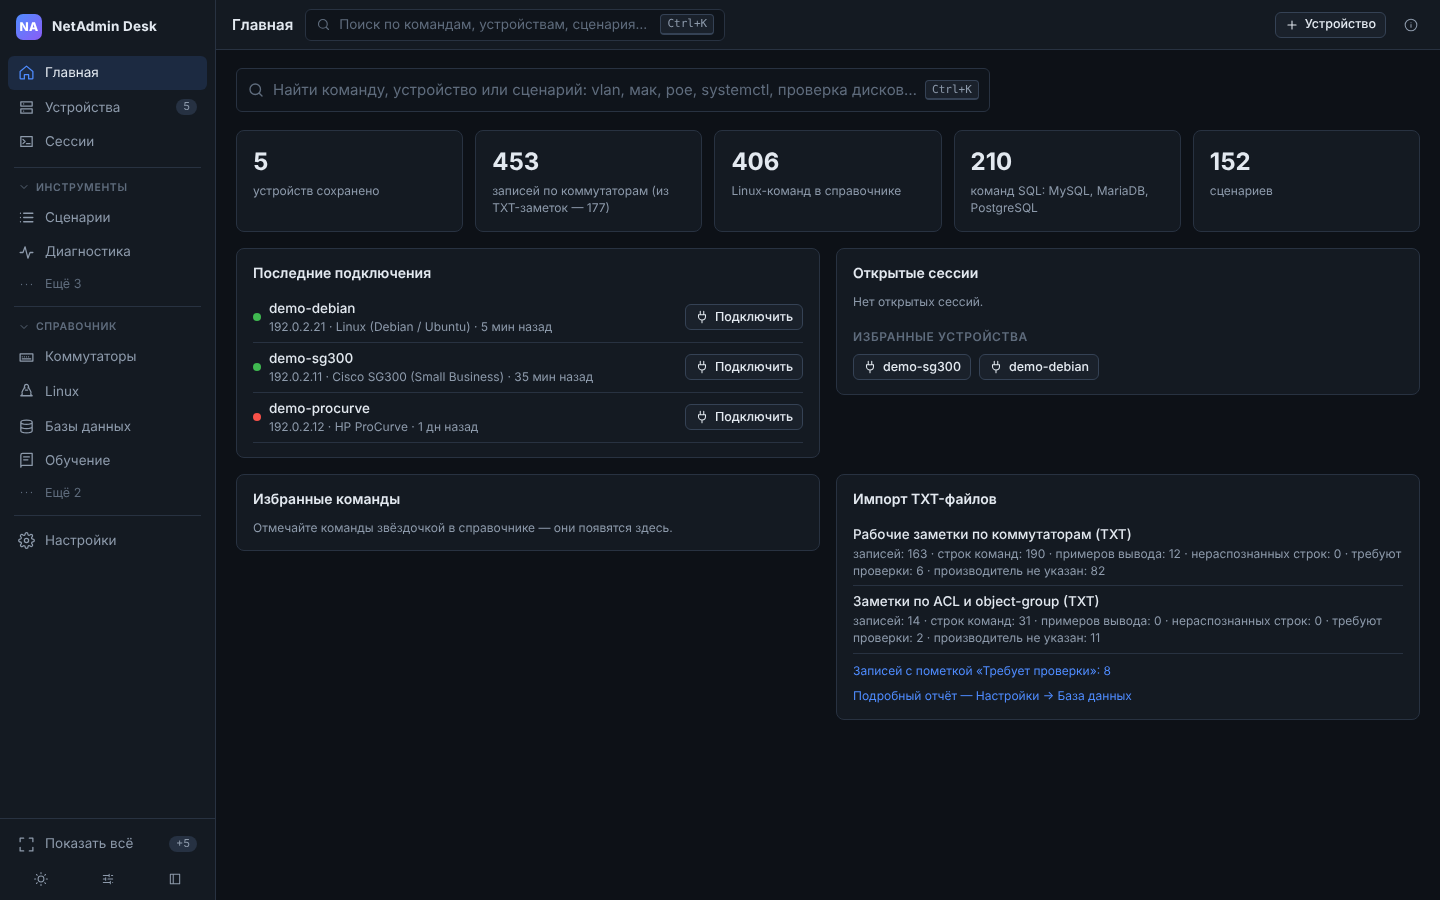 NA NetAdmin Desk
Главная
Устройства 5
Сессии
ИНСТРУМЕНТЫ
Сценарии
Диагностика
Ещё 3
СПРАВОЧНИК
Коммутаторы
Linux
Базы данных
Обучение
Ещё 2
Настройки
Показать всё +5
Главная
Поиск по командам, устройствам, сценария... Ctrl+K
Устройство
Найти команду, устройство или сценарий: vlan, мак, poe, systemctl, проверка дисков... Ctrl+K
5
устройств сохранено
453
записей по коммутаторам (из
TXT-заметок — 177)
406
Linux-команд в справочнике
210
команд SQL: MySQL, MariaDB,
PostgreSQL
152
сценариев
Последние подключения
demo-debian
192.0.2.21 · Linux (Debian / Ubuntu) · 5 мин назад
Подключить
demo-sg300
192.0.2.11 · Cisco SG300 (Small Business) · 35 мин назад
Подключить
demo-procurve
192.0.2.12 · HP ProCurve · 1 дн назад
Подключить
Открытые сессии
Нет открытых сессий.
ИЗБРАННЫЕ УСТРОЙСТВА
demo-sg300 demo-debian
Избранные команды
Отмечайте команды звёздочкой в справочнике — они появятся здесь.
Импорт TXT-файлов
Рабочие заметки по коммутаторам (TXT)
записей: 163 · строк команд: 190 · примеров вывода: 12 · нераспознанных строк: 0 · требуют
проверки: 6 · производитель не указан: 82
Заметки по ACL и object-group (TXT)
записей: 14 · строк команд: 31 · примеров вывода: 0 · нераспознанных строк: 0 · требуют
проверки: 2 · производитель не указан: 11
Записей с пометкой «Требует проверки»: 8
Подробный отчёт — Настройки → База данных